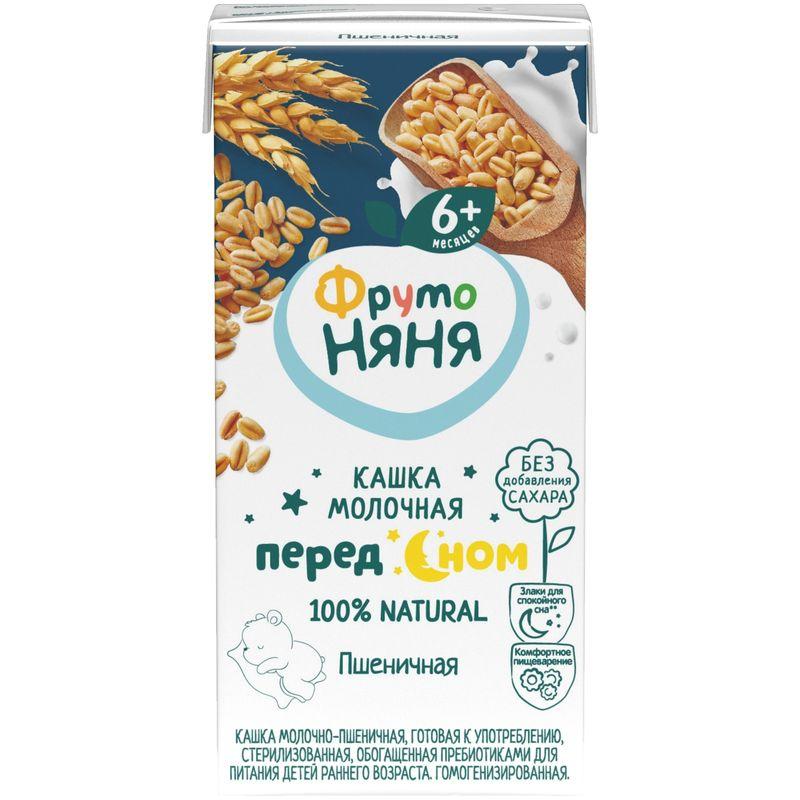 Пшеничная
6+
месяцев
Фруто
НЯНЯ
КАШКА
МОЛОЧНАЯ
перед сном
100% NATURAL
Пшеничная
БЕЗ
добавления
САХАРА
Злаки для
спокойного
сна**
Комфортное
пищеварение
КАШКА МОЛОЧНО-ПШЕНИЧНАЯ, ГОТОВАЯ К УПОТРЕБЛЕНИЮ,
СТЕРИЛИЗОВАННАЯ, ОБОГАЩЕННАЯ ПРЕБИОТИКАМИ ДЛЯ
ПИТАНИЯ ДЕТЕЙ РАННЕГО ВОЗРАСТА. ГОМОГЕНИЗИРОВАННАЯ.